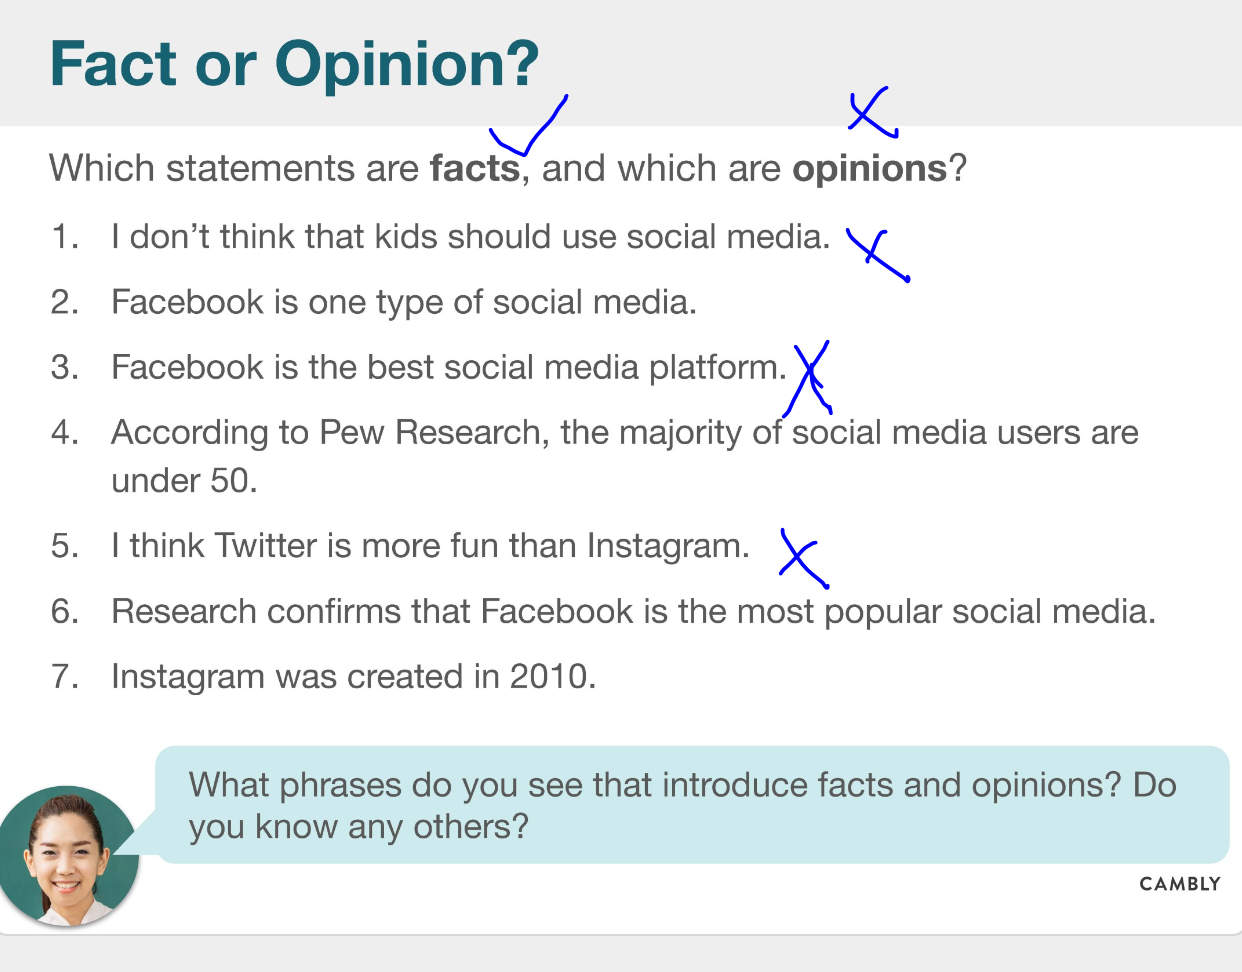 Fact or Opinion?
Which statements are facts, and which are opinions?
1. I don’t think that kids should use social media.
2. Facebook is one type of social media.
3. Facebook is the best social media platform.
4. According to Pew Research, the majority of social media users are
under 50.
5. I think Twitter is more fun than Instagram.
6. Research confirms that Facebook is the most popular social media.
7. Instagram was created in 2010.
What phrases do you see that introduce facts and opinions? Do
you know any others?
CAMBLY